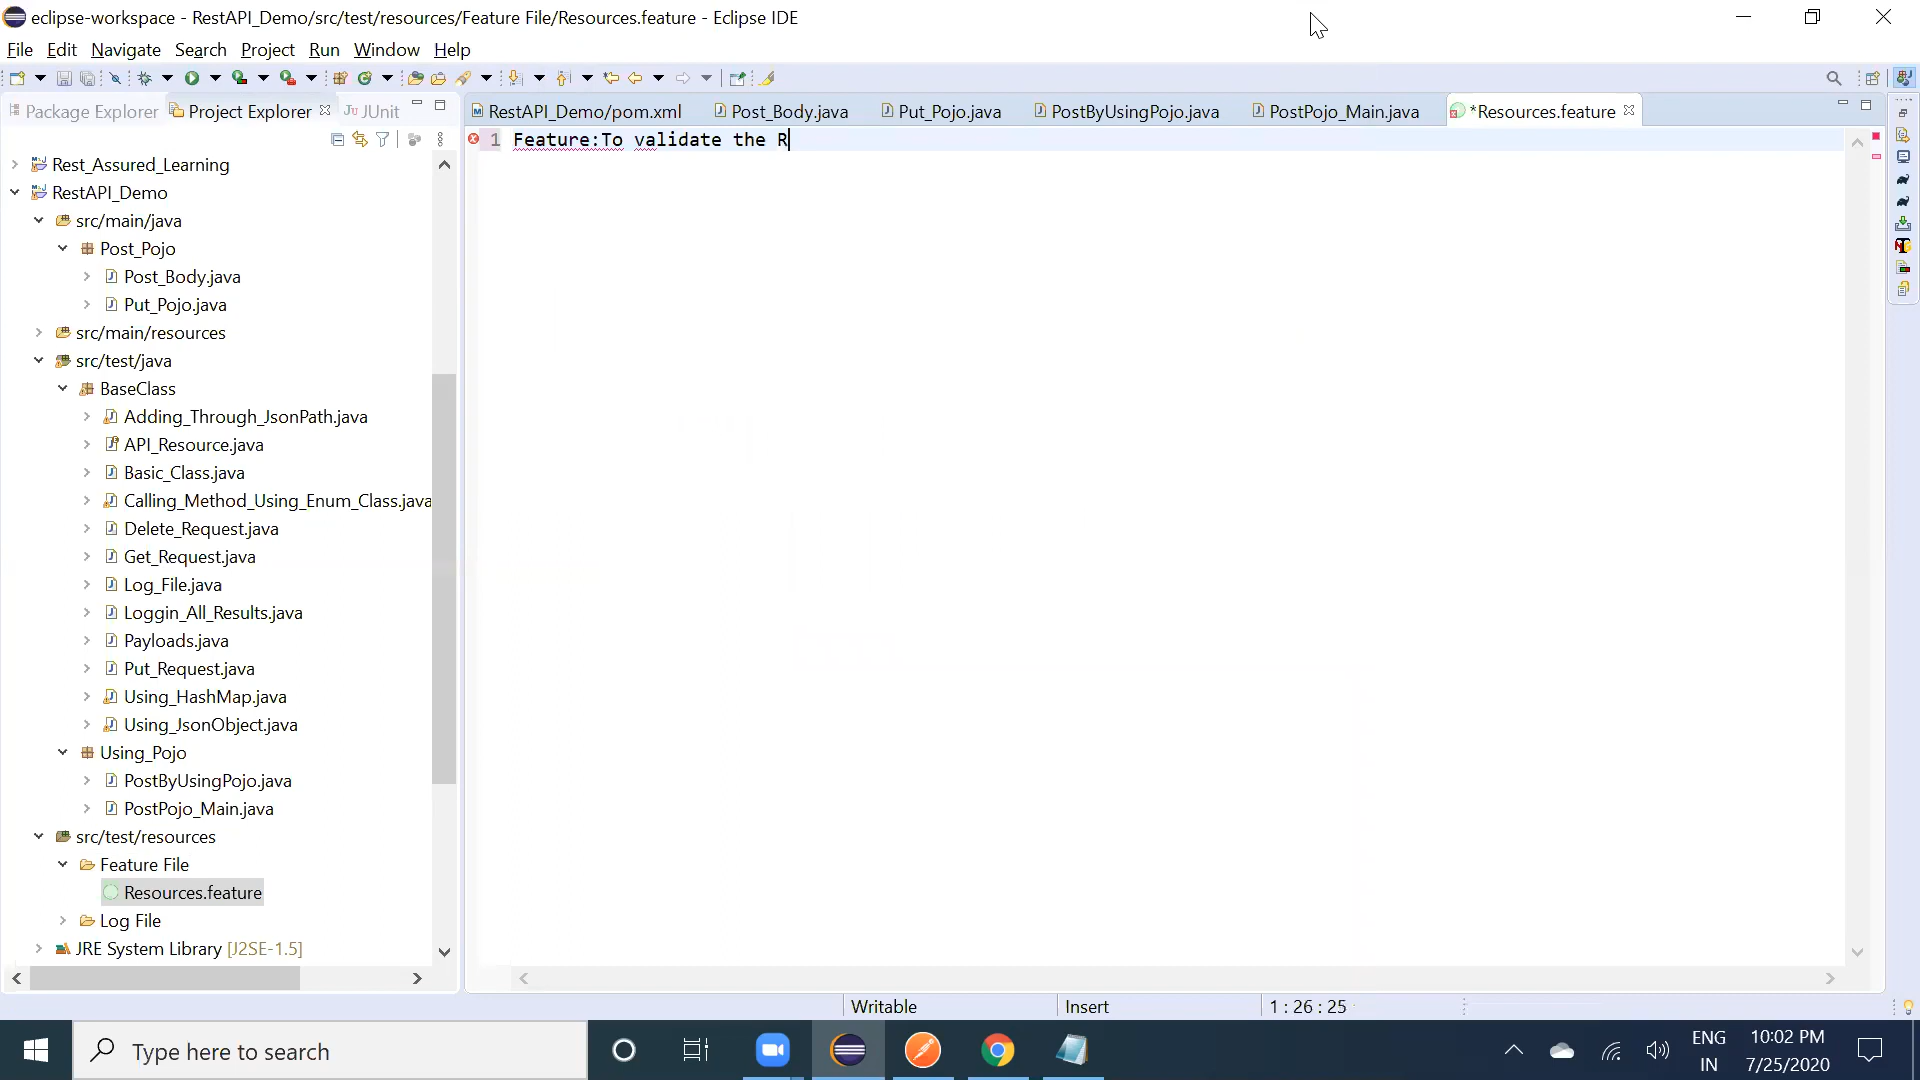 eclipse-workspace - RestAPI_Demo/src/test/resources/Feature File/Resources.feature - Eclipse IDE
File Edit Navigate Search Project Run Window Help
Package Explorer Project Explorer JUnit
RestAPI_Demo/pom.xml Post_Body.java Put_Pojo.java PostByUsingPojo.java PostPojo_Main.java *Resources.feature
1 Feature:To validate the R
Rest_Assured_Learning
RestAPI_Demo
src/main/java
Post_Pojo
Post_Body.java
Put_Pojo.java
src/main/resources
src/test/java
BaseClass
Adding_Through_JsonPath.java
API_Resource.java
Basic_Class.java
Calling_Method_Using_Enum_Class.java
Delete_Request.java
Get_Request.java
Log_File.java
Loggin_All_Results.java
Payloads.java
Put_Request.java
Using_HashMap.java
Using_JsonObject.java
Using_Pojo
PostByUsingPojo.java
PostPojo_Main.java
src/test/resources
Feature File
Resources.feature
Log File
JRE System Library [J2SE-1.5]
Writable Insert 1 : 26 : 25
Type here to search
ENG
IN
10:02 PM
7/25/2020